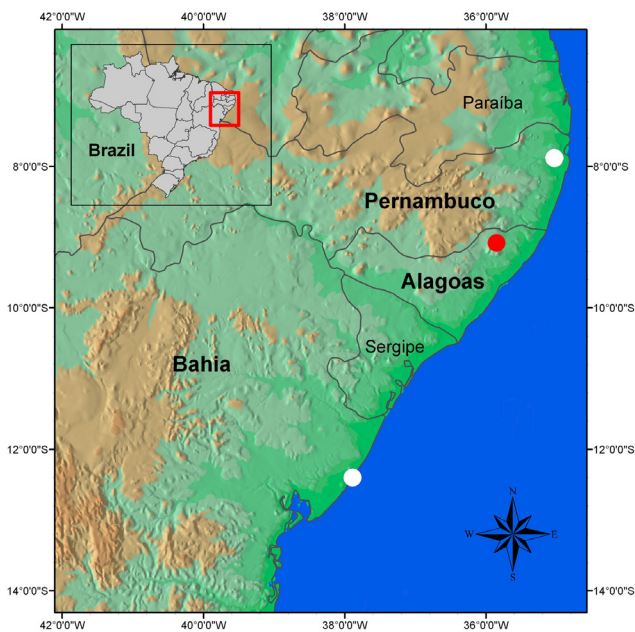 42°0'0"W
40°0'0"W
38°0'0"W
36°0'0"W
Paraíba
Brazil
8°0'0"S
8°0'0"S
Pernambuco
Alagoas
10°0'0"S
10°0'0"S
Sergipe
Bahia
12°0'0"S
12°0'0"S
N
W
E
S
14°0'0"S
14°0'0"S
42°0'0"W
40°0'0"W
38°0'0"W
36°0'0"W